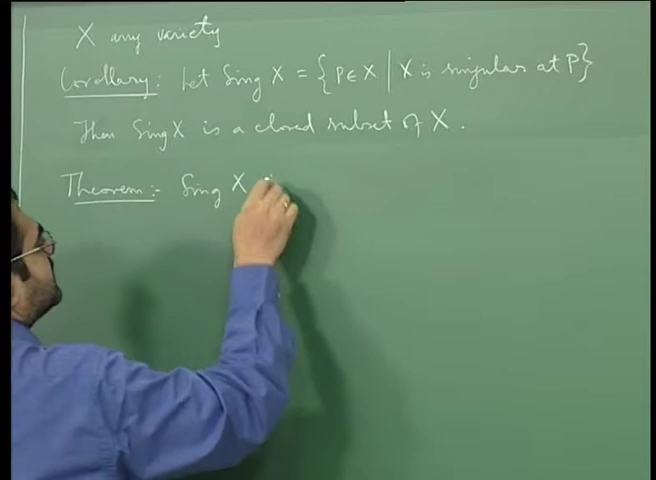 X any variety
Corollary: Let Sing X = {P ∈ X | X is singular at P}
Then Sing X is a closed subset of X.
Theorem:- Sing X